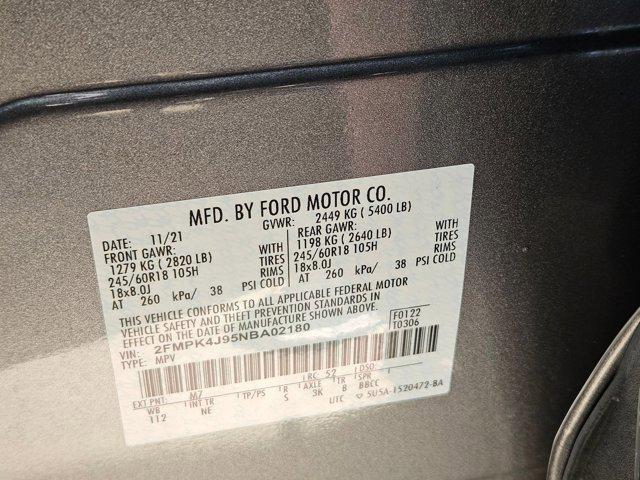 MFD. BY FORD MOTOR CO.
DATE: 11/21 GVWR: 2449 KG ( 5400 LB)
FRONT GAWR: REAR GAWR:
1279 KG ( 2820 LB) WITH 1198 KG ( 2640 LB) WITH
245/60R18 105H TIRES 245/60R18 105H TIRES
18x8.0J RIMS 18x8.0J RIMS
AT 260 kPa/ 38 PSI COLD AT 260 kPa/ 38 PSI COLD
THIS VEHICLE CONFORMS TO ALL APPLICABLE FEDERAL MOTOR
VEHICLE SAFETY AND THEFT PREVENTION STANDARDS IN
EFFECT ON THE DATE OF MANUFACTURE SHOWN ABOVE.
VIN: 2FMPK4J95NBA02180 F0122
TYPE: MPV T0306
EXT PNT: M7 RC: 52
WB INT TR TP/PS R AXLE TR SPR
112 NE S 3K B BBCC
UTC 5U5A-1520472-BA